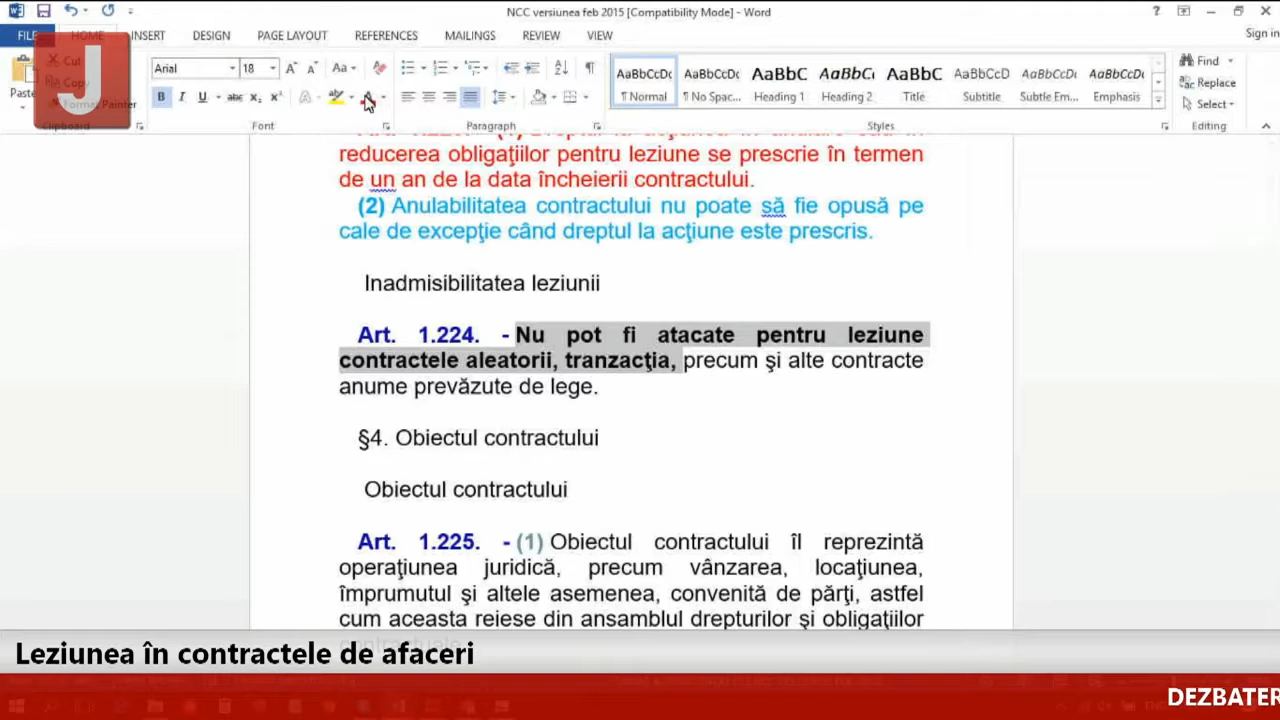 NCC versiunea feb 2015 [Compatibility Mode] - Word
FILE HOME INSERT DESIGN PAGE LAYOUT REFERENCES MAILINGS REVIEW VIEW Sign in
J
Cut
Copy
Format Painter
Paste
Arial 18
Clipboard Font Paragraph Styles Editing
AaBbCcDc AaBbCcDc AaBbC AaBbCc AaBbC AaBbCcD AaBbCcDc AaBbCcDc
¶ Normal ¶ No Spac... Heading 1 Heading 2 Title Subtitle Subtle Em... Emphasis
Find
Replace
Select
reducerea obligaţiilor pentru leziune se prescrie în termen
de un an de la data încheierii contractului.
(2) Anulabilitatea contractului nu poate să fie opusă pe
cale de excepţie când dreptul la acţiune este prescris.
Inadmisibilitatea leziunii
Art. 1.224. - Nu pot fi atacate pentru leziune
contractele aleatorii, tranzacţia, precum şi alte contracte
anume prevăzute de lege.
§4. Obiectul contractului
Obiectul contractului
Art. 1.225. - (1) Obiectul contractului îl reprezintă
operaţiunea juridică, precum vânzarea, locaţiunea,
împrumutul şi altele asemenea, convenită de părţi, astfel
cum aceasta reiese din ansamblul drepturilor şi obligaţiilor
Leziunea în contractele de afaceri
DEZBATER